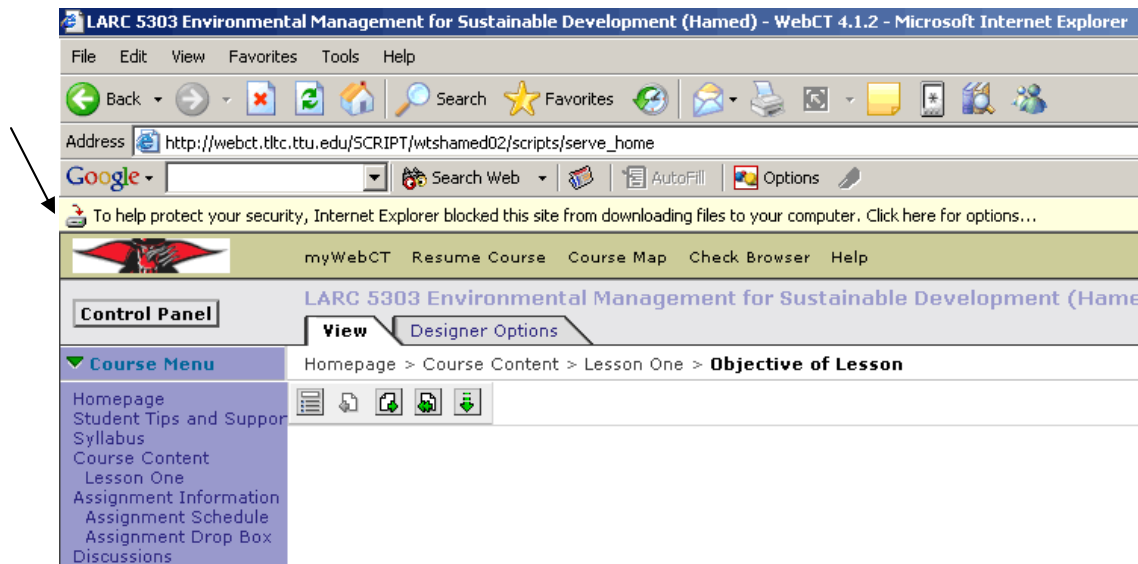 LARC 5303 Environmental Management for Sustainable Development (Hamed) - WebCT 4.1.2 - Microsoft Internet Explorer
File Edit View Favorites Tools Help
Back Search Favorites
Address http://webct.tltc.ttu.edu/SCRIPT/wtshamed02/scripts/serve_home
Google Search Web AutoFill Options
To help protect your security, Internet Explorer blocked this site from downloading files to your computer. Click here for options...
myWebCT Resume Course Course Map Check Browser Help
Control Panel
LARC 5303 Environmental Management for Sustainable Development (Hame
View Designer Options
Course Menu
Homepage > Course Content > Lesson One > Objective of Lesson
Homepage
Student Tips and Suppor
Syllabus
Course Content
Lesson One
Assignment Information
Assignment Schedule
Assignment Drop Box
Discussions